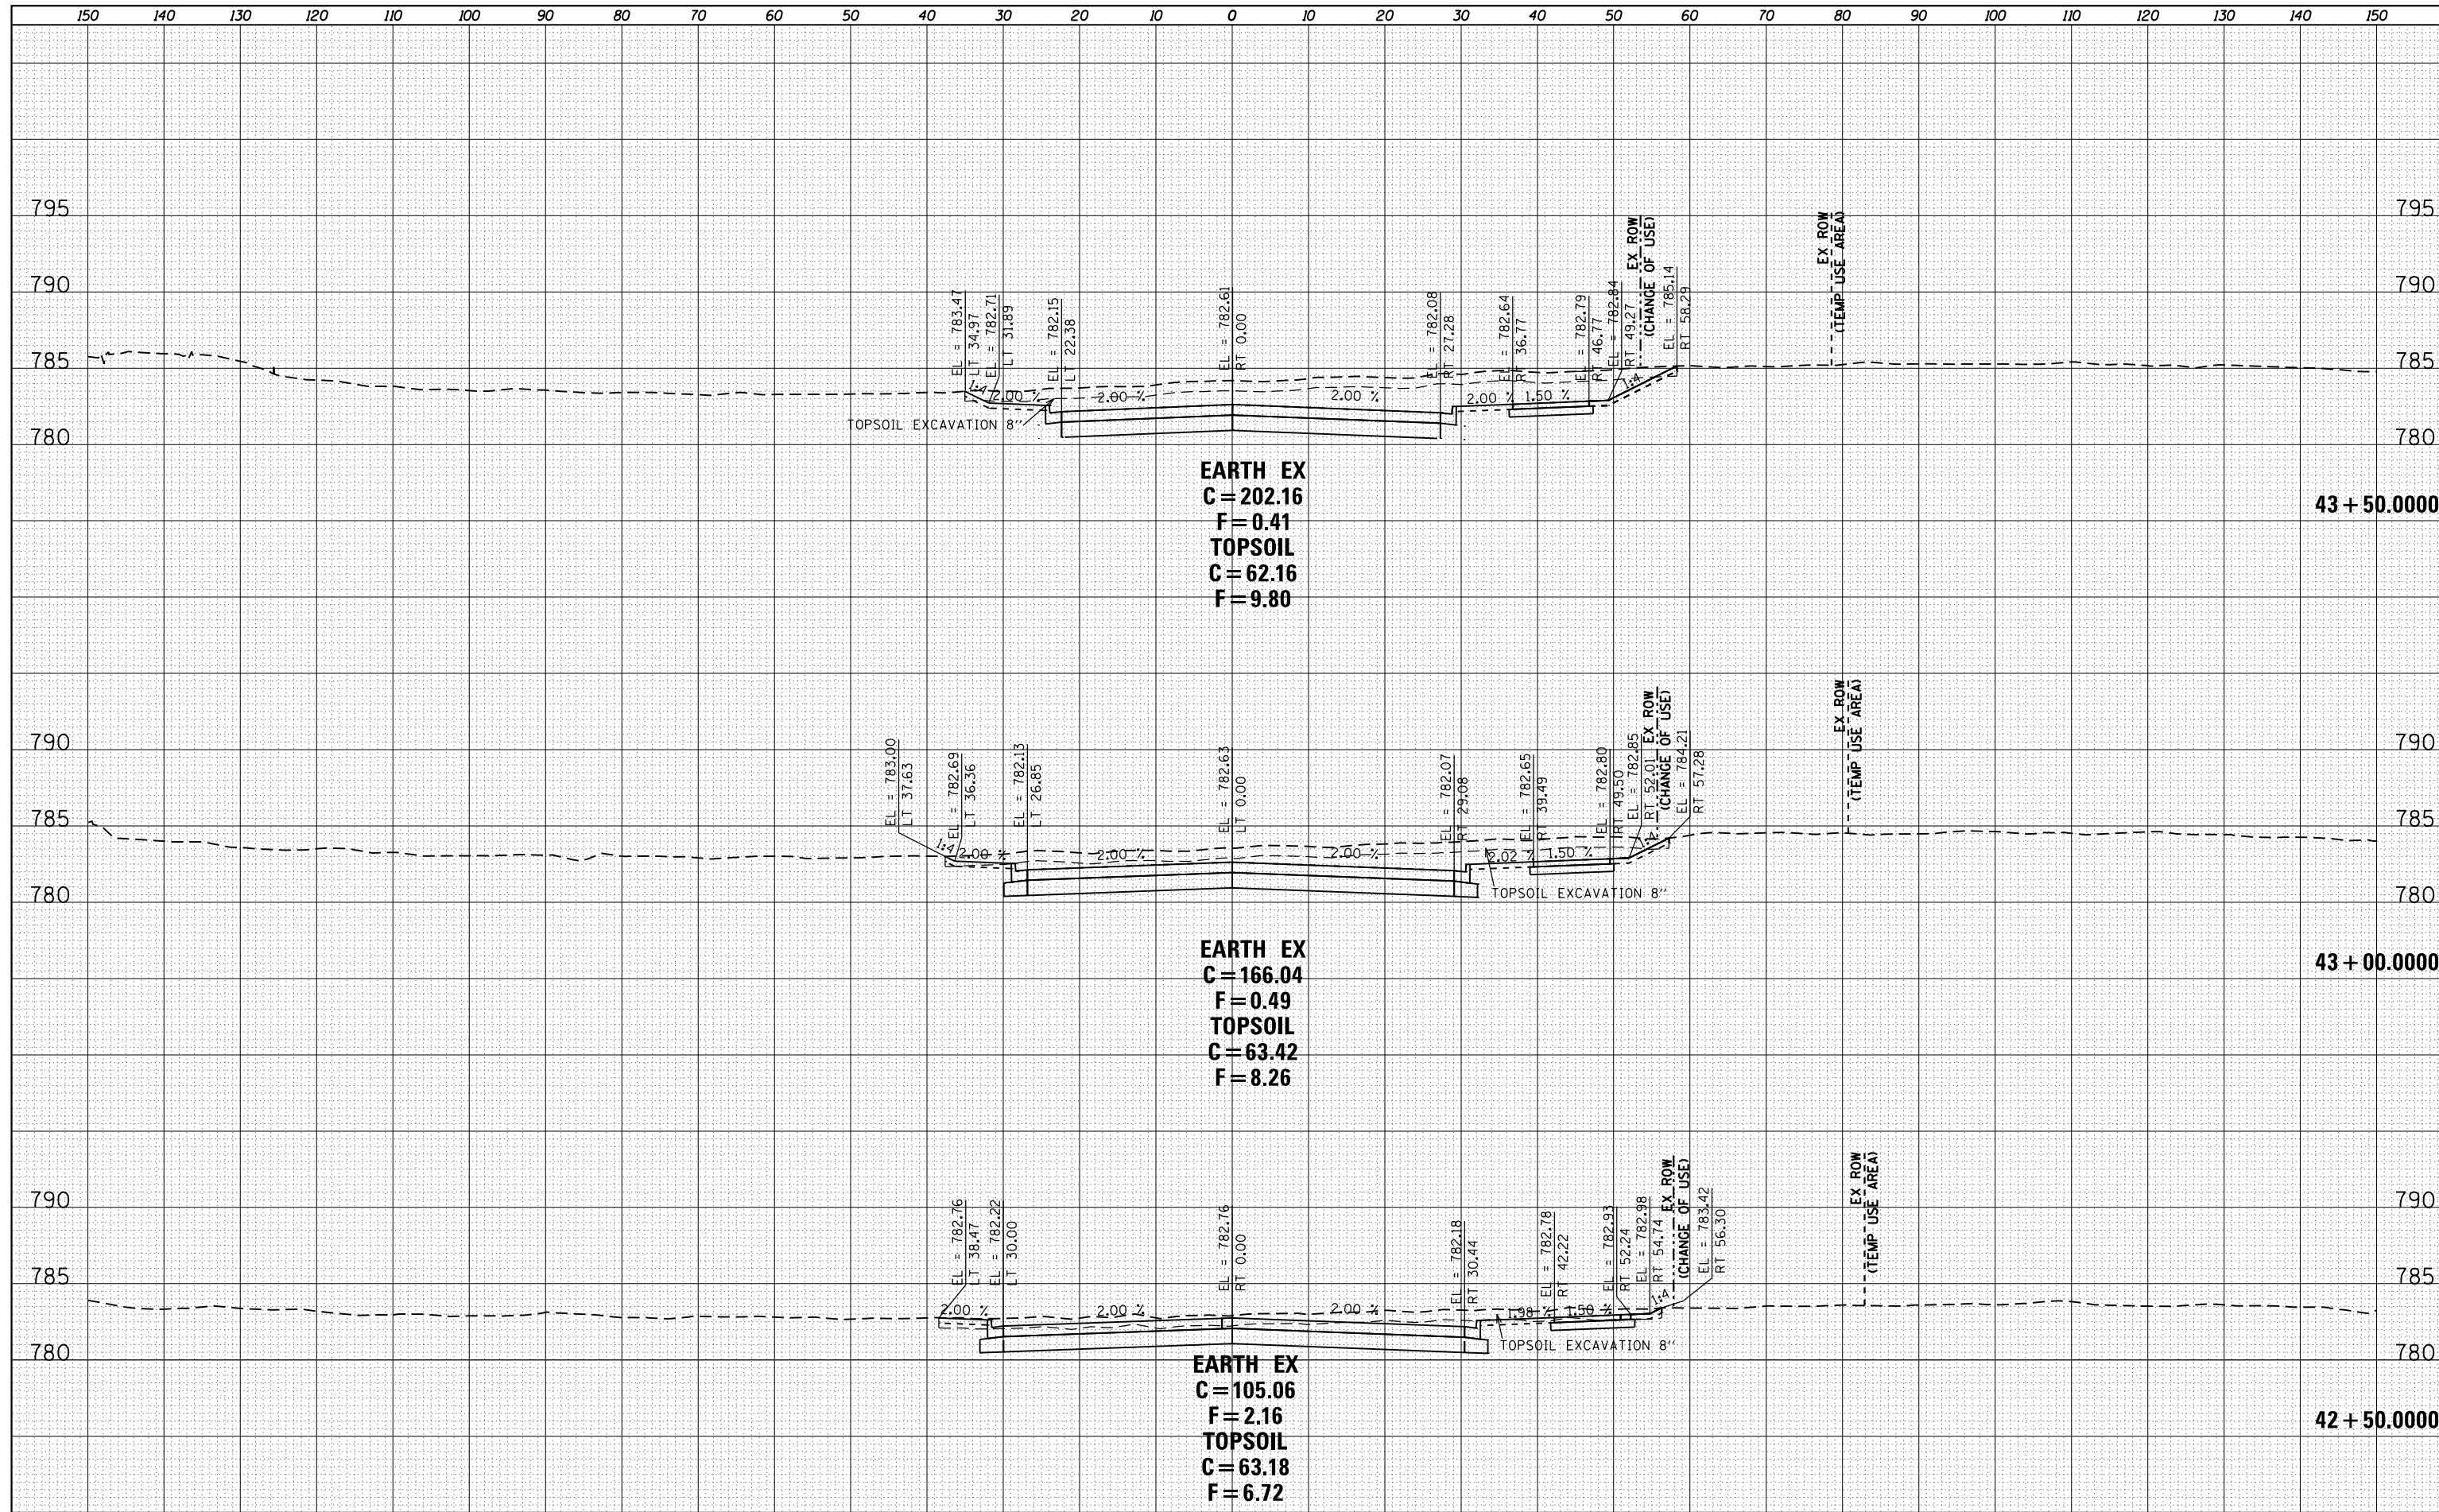 150 140 130 120 110 100 90 80 70 60 50 40 30 20 10 0 10 20 30 40 50 60 70 80 90 100 110 120 130 140 150
795 795
790 790
785 785
780 780
EL = 783.47
LT 34.97
EL = 782.71
LT 31.89
EL = 782.15
LT 22.38
EL = 782.61
RT 0.00
EL = 782.08
RT 27.28
EL = 782.64
RT 36.77
EL = 782.79
RT 46.77
EL = 782.84
RT 49.27
EX ROW
(CHANGE OF USE)
EL = 785.14
RT 58.29
EX ROW
(TEMP USE AREA)
1:4 2.00 % 2.00 % 2.00 % 2.00 % 1.50 % 1:4
TOPSOIL EXCAVATION 8''
EARTH EX
C=202.16
F=0.41
TOPSOIL
C=62.16
F=9.80
43+50.0000
790 790
785 785
780 780
EL = 783.00
LT 37.63
EL = 782.69
LT 36.36
EL = 782.13
LT 26.85
EL = 782.63
LT 0.00
EL = 782.07
RT 29.08
EL = 782.65
RT 39.49
EL = 782.80
RT 49.50
EL = 782.85
RT 52.01
EX ROW
(CHANGE OF USE)
EL = 784.21
RT 57.28
EX ROW
(TEMP USE AREA)
1:4 2.00 % 2.00 % 2.00 % 2.02 % 1.50 % 1:4
TOPSOIL EXCAVATION 8''
EARTH EX
C=166.04
F=0.49
TOPSOIL
C=63.42
F=8.26
43+00.0000
790 790
785 785
780 780
EL = 782.76
LT 38.47
EL = 782.22
LT 30.00
EL = 782.76
RT 0.00
EL = 782.18
RT 30.44
EL = 782.78
RT 42.22
EL = 782.93
RT 52.24
EL = 782.98
RT 54.74
EX ROW
(CHANGE OF USE)
EL = 783.42
RT 56.30
EX ROW
(TEMP USE AREA)
2.00 % 2.00 % 2.00 % 1.98 % 1.50 % 1:4
TOPSOIL EXCAVATION 8''
EARTH EX
C=105.06
F=2.16
TOPSOIL
C=63.18
F=6.72
42+50.0000